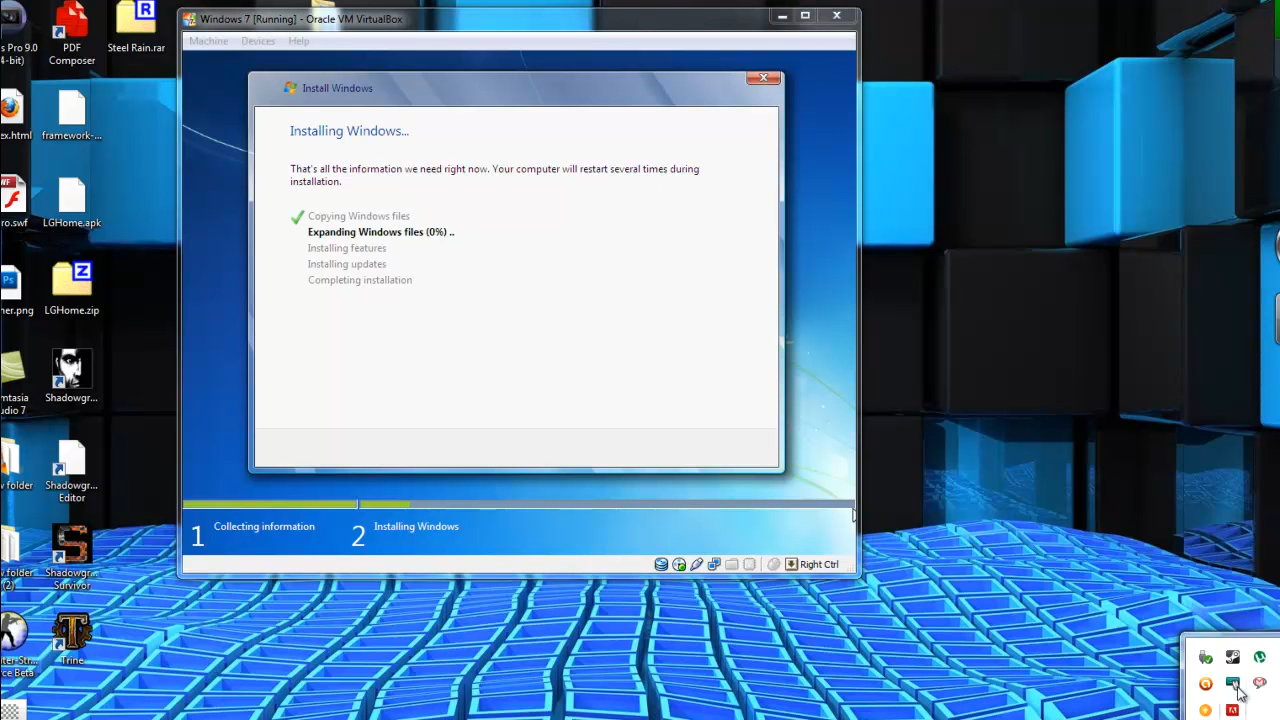 Windows 7 [Running] - Oracle VM VirtualBox
Machine Devices Help
Install Windows
Installing Windows...
That's all the information we need right now. Your computer will restart several times during
installation.
Copying Windows files
Expanding Windows files (0%) ..
Installing features
Installing updates
Completing installation
1 Collecting information 2 Installing Windows
Right Ctrl
s Pro 9.0
4-bit)
PDF
Composer
Steel Rain.rar
ex.html
framework-...
ro.swf
LGHome.apk
her.png
LGHome.zip
mtasia
udio 7
Shadowgr...
w folder
Shadowgr...
Editor
w folder
(2)
Shadowgr...
Survivor
ter-Str...
rce Beta
Trine